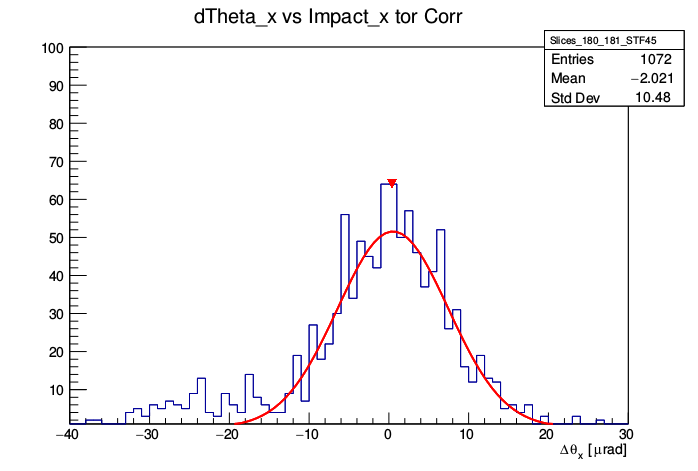 dTheta_x vs Impact_x tor Corr
Slices_180_181_STF45
Entries 1072
Mean −2.021
Std Dev 10.48
100
90
80
70
60
50
40
30
20
10
−40 −30 −20 −10 0 10 20 30
Δθx [μrad]